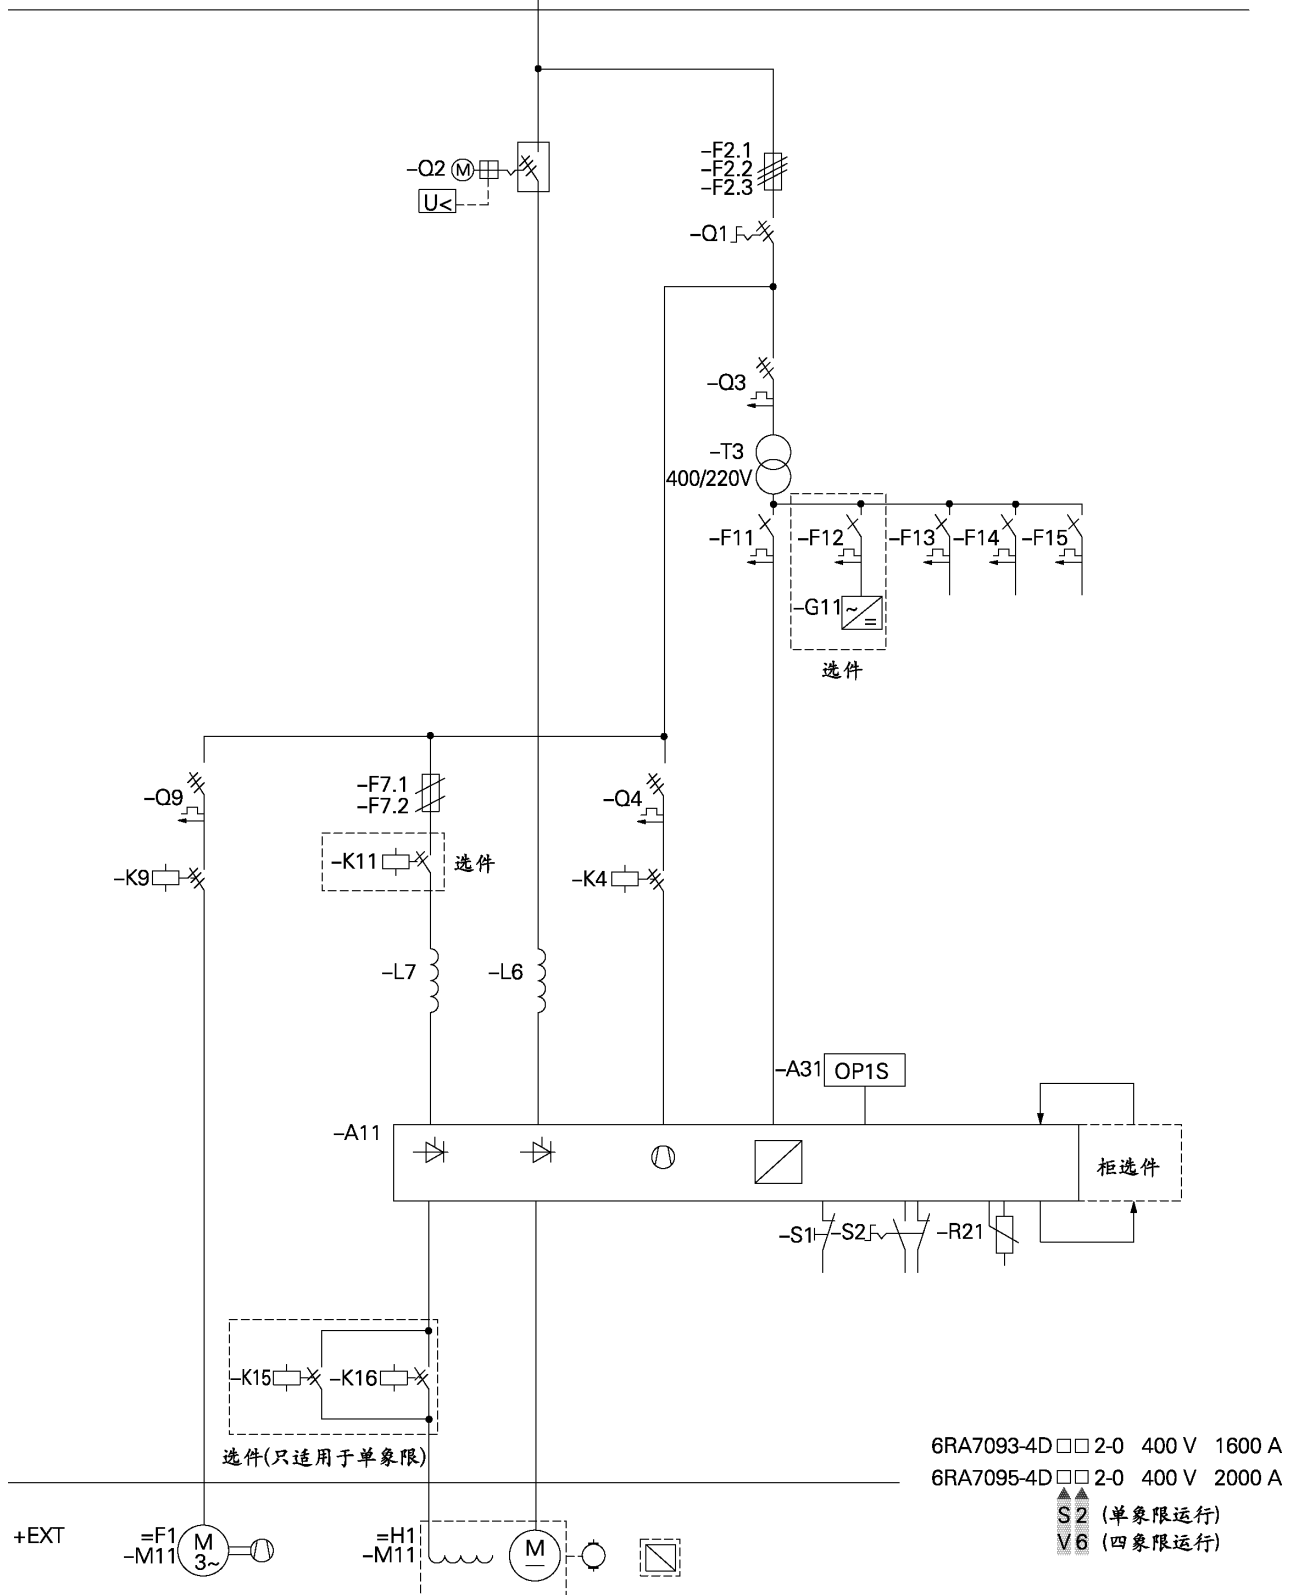 -F2.1
-F2.2
-F2.3
-Q2 M
U<
-Q1
-Q3
-T3
400/220V
-F11 -F12 -F13 -F14 -F15
-G11 ~ =
选件
-Q9
-F7.1
-F7.2
-Q4
-K11 选件
-K9
-K4
-L7 -L6
-A31 OP1S
-A11
柜选件
-S1 -S2 -R21
-K15 -K16
选件(只适用于单象限)
6RA7093-4D□□2-0 400 V 1600 A
6RA7095-4D□□2-0 400 V 2000 A
S 2 (单象限运行)
V 6 (四象限运行)
+EXT
=F1
-M11
M
3~
=H1
-M11
M